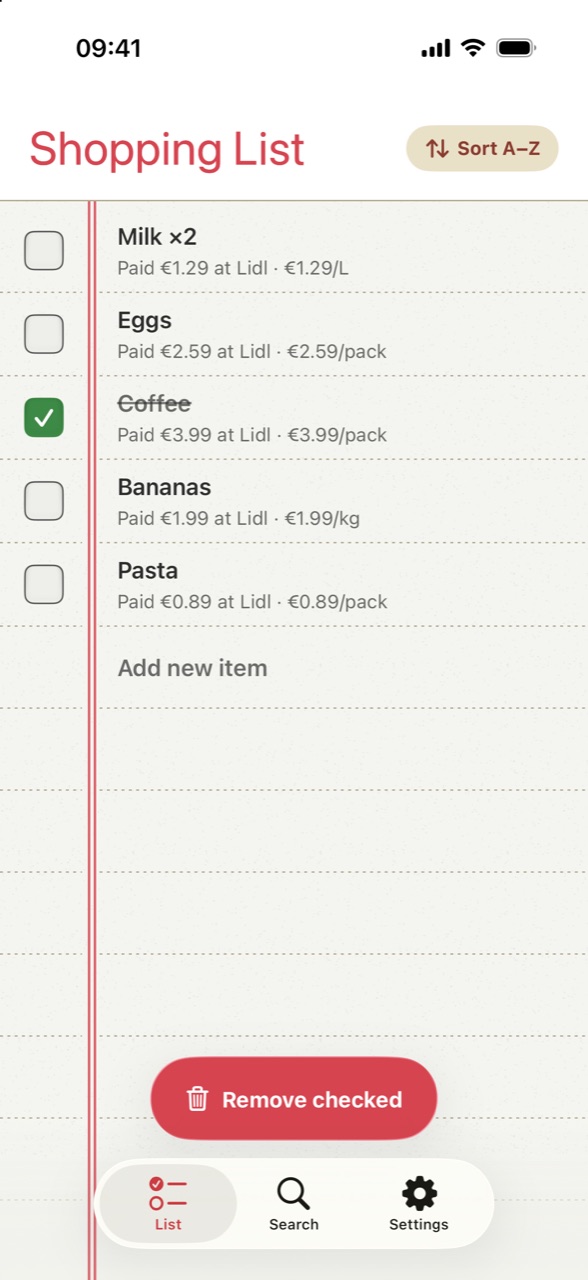 09:41
Shopping List
Sort A–Z
Milk ×2
Paid €1.29 at Lidl · €1.29/L
Eggs
Paid €2.59 at Lidl · €2.59/pack
Coffee
Paid €3.99 at Lidl · €3.99/pack
Bananas
Paid €1.99 at Lidl · €1.99/kg
Pasta
Paid €0.89 at Lidl · €0.89/pack
Add new item
Remove checked
List
Search
Settings